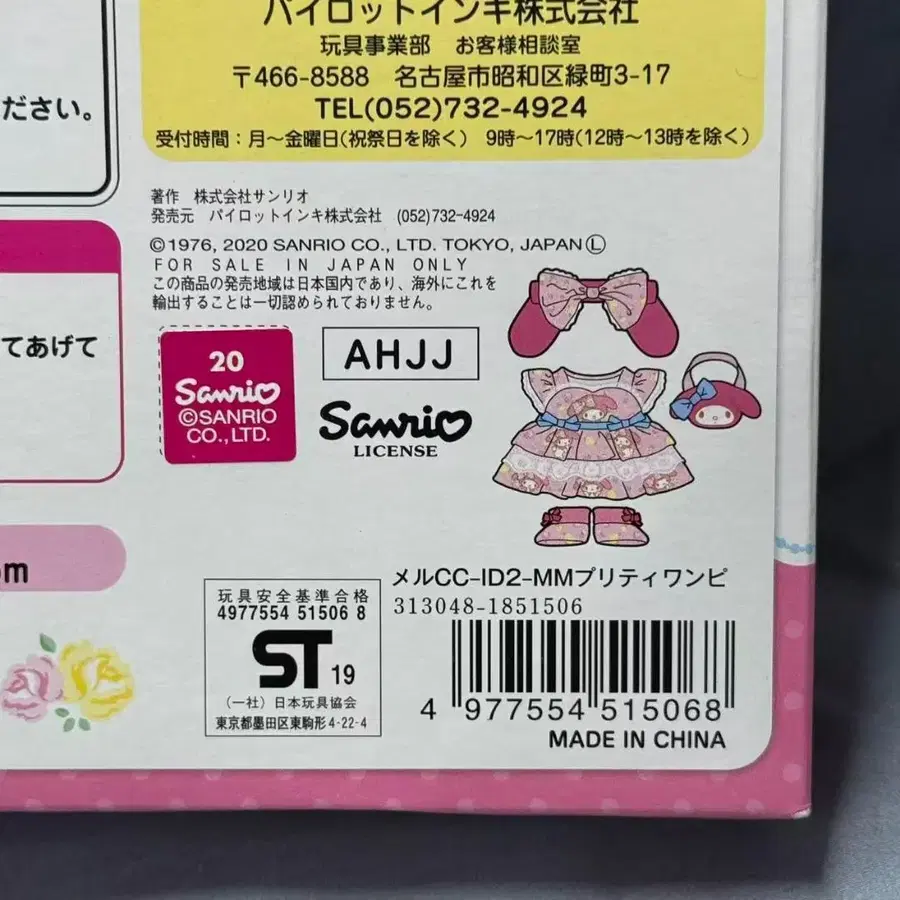 パイロットインキ株式会社
玩具事業部 お客様相談室
〒466-8588 名古屋市昭和区緑町3-17
TEL(052)732-4924
受付時間：月～金曜日(祝祭日を除く) 9時～17時(12時～13時を除く)
ださい。
著作 株式会社サンリオ
発売元 パイロットインキ株式会社 (052)732-4924
©1976, 2020 SANRIO CO., LTD. TOKYO, JAPAN Ⓛ
FOR SALE IN JAPAN ONLY
この商品の発売地域は日本国内であり、海外にこれを
輸出することは一切認められておりません。
てあげて
20
Sanrio
©SANRIO
CO., LTD.
AHJJ
Sanrio
LICENSE
om
メルCC-ID2-MMプリティワンピ
313048-1851506
玩具安全基準合格
4977554 51506 8
ST 19
(一社) 日本玩具協会
東京都墨田区東駒形4-22-4
4 977554 515068
MADE IN CHINA